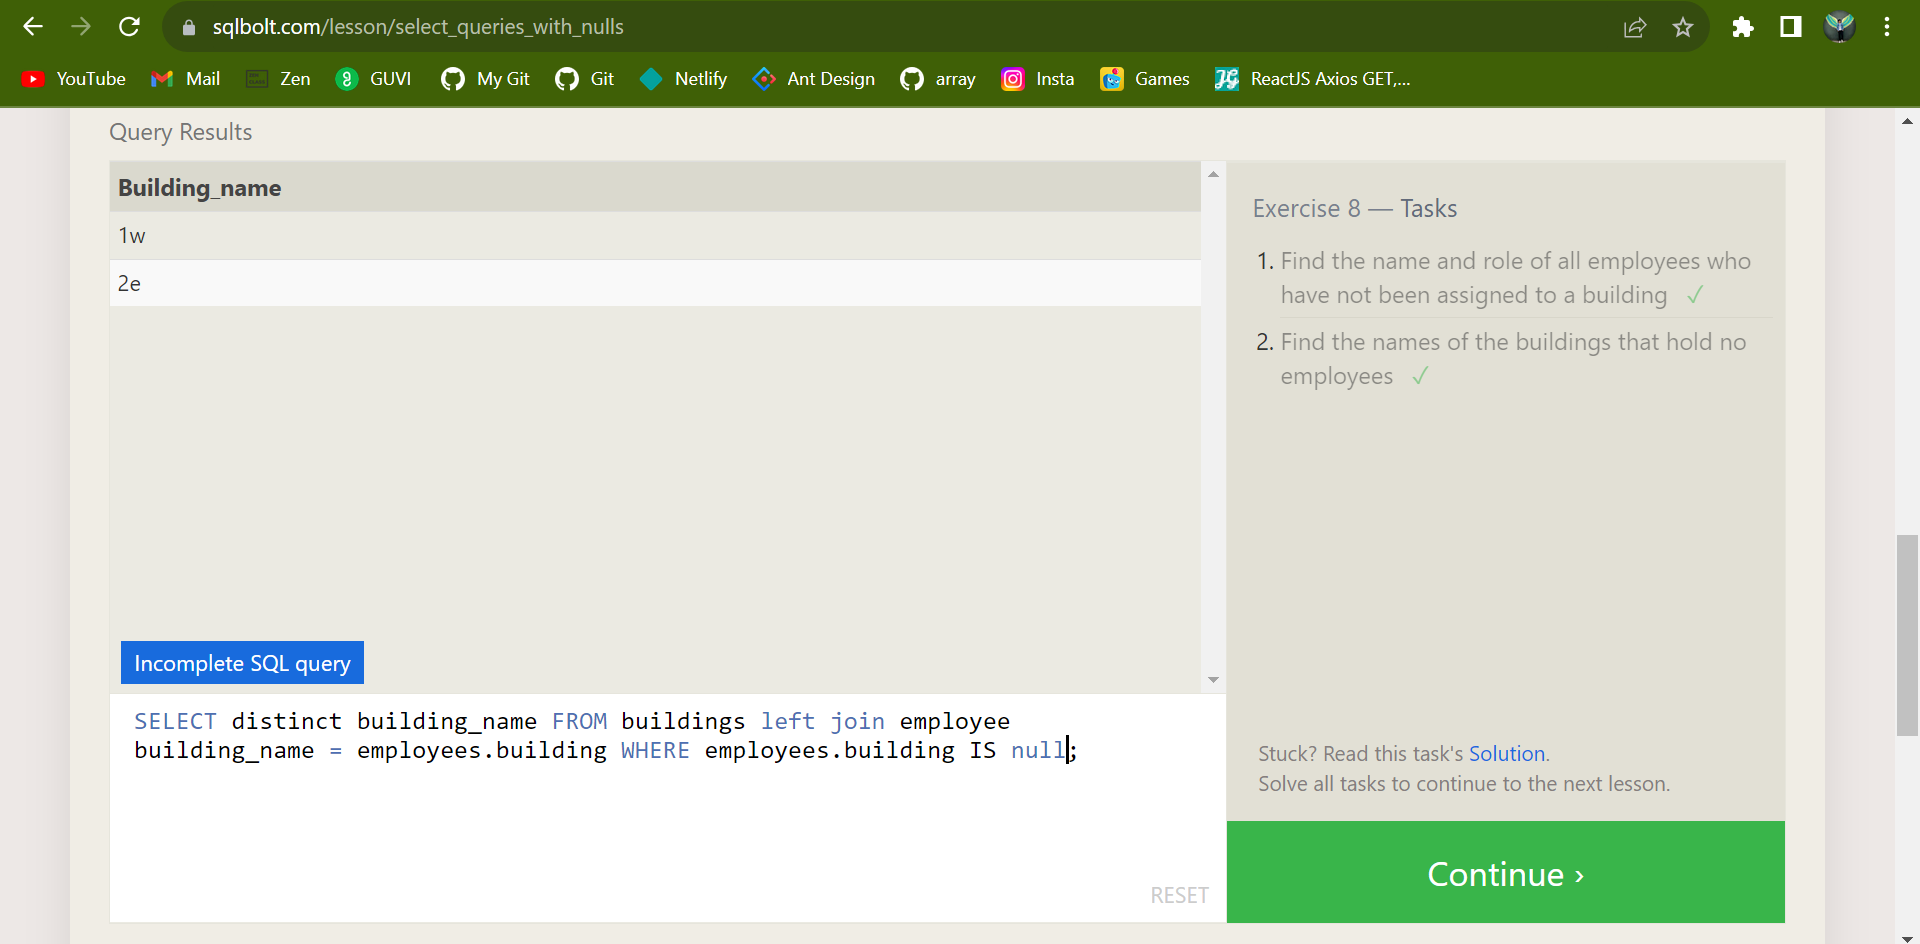 sqlbolt.com/lesson/select_queries_with_nulls
YouTube Mail Zen GUVI My Git Git Netlify Ant Design array Insta Games ReactJS Axios GET,...
Query Results
Building_name
1w
2e
Incomplete SQL query
SELECT distinct building_name FROM buildings left join employee
building_name = employees.building WHERE employees.building IS null;
RESET
Exercise 8 — Tasks
1. Find the name and role of all employees who
have not been assigned to a building ✓
2. Find the names of the buildings that hold no
employees ✓
Stuck? Read this task's Solution.
Solve all tasks to continue to the next lesson.
Continue ›